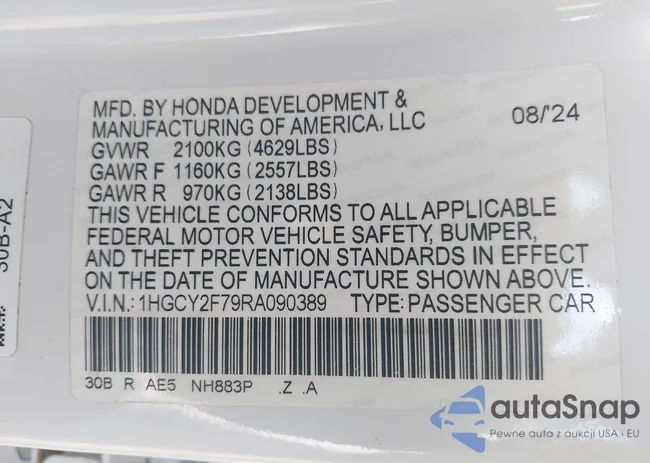 MFD. BY HONDA DEVELOPMENT &
MANUFACTURING OF AMERICA, LLC 08/'24
GVWR 2100KG (4629LBS)
GAWR F 1160KG (2557LBS)
GAWR R 970KG (2138LBS)
THIS VEHICLE CONFORMS TO ALL APPLICABLE
FEDERAL MOTOR VEHICLE SAFETY, BUMPER,
AND THEFT PREVENTION STANDARDS IN EFFECT
ON THE DATE OF MANUFACTURE SHOWN ABOVE.
V.I.N.: 1HGCY2F79RA090389 TYPE: PASSENGER CAR
30B R AE5 NH883P .Z .A
30B-A2
autaSnap
Pewne auta z aukcji USA i EU